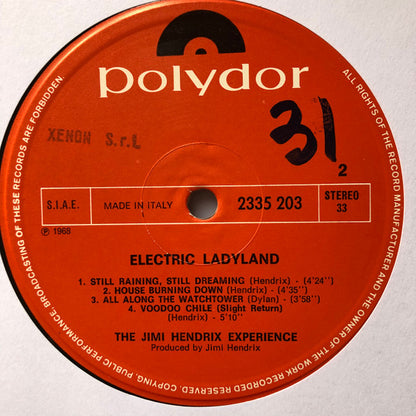 polydor
XENON S.r.L
31
2
S.I.A.E.
MADE IN ITALY
2335 203
STEREO
33
℗ 1968
ELECTRIC LADYLAND
1. STILL RAINING, STILL DREAMING (Hendrix) - (4'24")
2. HOUSE BURNING DOWN (Hendrix) - (4'35")
3. ALL ALONG THE WATCHTOWER (Dylan) - (3'58")
4. VOODOO CHILE (Slight Return)
(Hendrix) - 5'10"
THE JIMI HENDRIX EXPERIENCE
Produced by Jimi Hendrix
ALL RIGHTS OF THE RECORD MANUFACTURER AND THE OWNER OF THE WORK RECORDED RESERVED. COPYING, PUBLIC PERFORMANCE, BROADCASTING OF THESE RECORDS ARE FORBIDDEN.